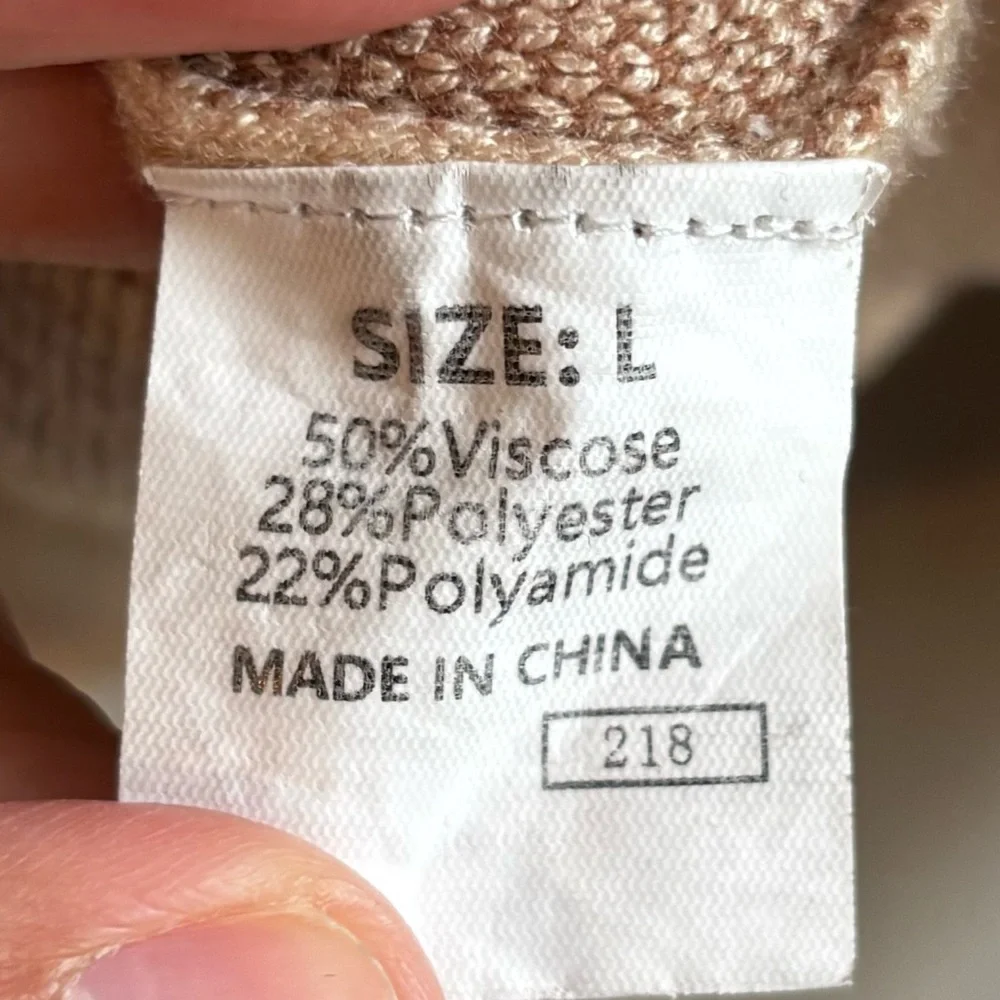 SIZE: L
50%Viscose
28%Polyester
22%Polyamide
MADE IN CHINA
218